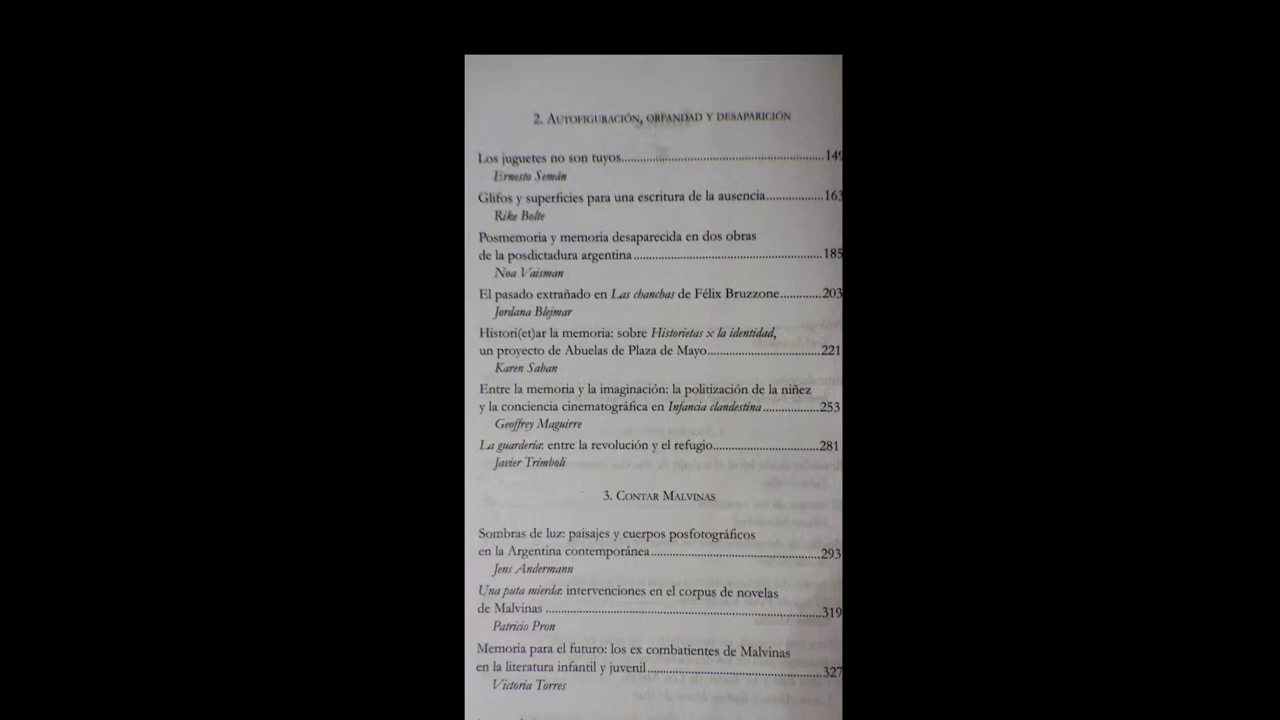 2. Autofiguración, orfandad y desaparición
Los juguetes no son tuyos..........149
Ernesto Semán
Glifos y superficies para una escritura de la ausencia..........163
Rike Bolte
Posmemoria y memoria desaparecida en dos obras
de la posdictadura argentina..........185
Noa Vaisman
El pasado extrañado en Las chanchas de Félix Bruzzone..........203
Jordana Blejmar
Histori(et)ar la memoria: sobre Historietas x la identidad,
un proyecto de Abuelas de Plaza de Mayo..........221
Karen Saban
Entre la memoria y la imaginación: la politización de la niñez
y la conciencia cinematográfica en Infancia clandestina..........253
Geoffrey Maguirre
La guardería: entre la revolución y el refugio..........281
Javier Trimboli
3. Contar Malvinas
Sombras de luz: paisajes y cuerpos posfotográficos
en la Argentina contemporánea..........293
Jens Andermann
Una puta mierda: intervenciones en el corpus de novelas
de Malvinas..........319
Patricio Pron
Memoria para el futuro: los ex combatientes de Malvinas
en la literatura infantil y juvenil..........327
Victoria Torres